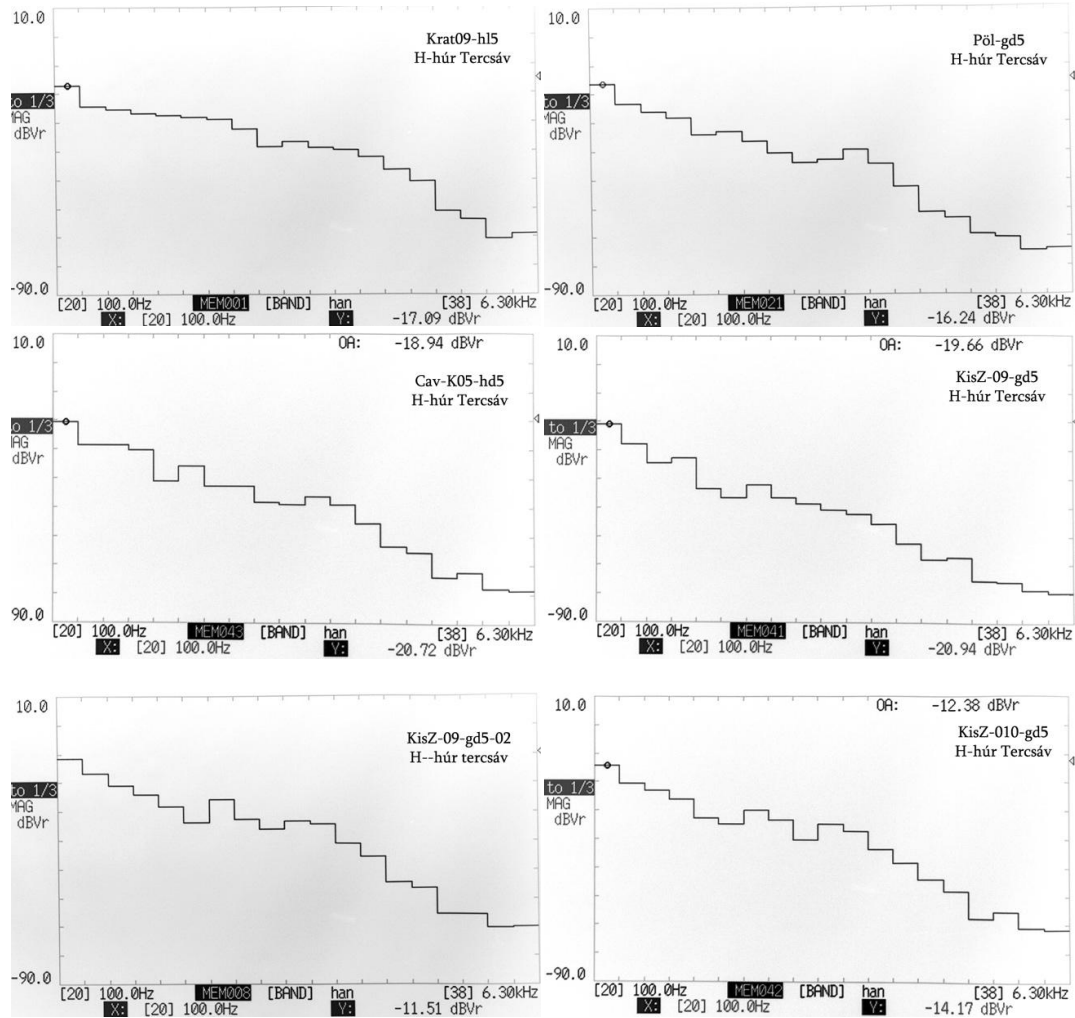 10.0
Krat09-hl5
H-húr Tercsáv
to 1/3
MAG
dBVr
-90.0
[20] 100.0Hz MEM001 [BAND] han [38] 6.30kHz
X: [20] 100.0Hz Y: -17.09 dBVr
10.0
Pöl-gd5
H-húr Tercsáv
to 1/3
MAG
dBVr
-90.0
[20] 100.0Hz MEM021 [BAND] han [38] 6.30kHz
X: [20] 100.0Hz Y: -16.24 dBVr
OA: -18.94 dBVr
10.0
Cav-K05-hd5
H-húr Tercsáv
to 1/3
MAG
dBVr
90.0
[20] 100.0Hz MEM043 [BAND] han [38] 6.30kHz
X: [20] 100.0Hz Y: -20.72 dBVr
OA: -19.66 dBVr
10.0
KisZ-09-gd5
H-húr Tercsáv
to 1/3
MAG
dBVr
-90.0
[20] 100.0Hz MEM041 [BAND] han [38] 6.30kHz
X: [20] 100.0Hz Y: -20.94 dBVr
10.0
KisZ-09-gd5-02
H--húr tercsáv
to 1/3
MAG
dBVr
-90.0
[20] 100.0Hz MEM008 [BAND] han [38] 6.30kHz
X: [20] 100.0Hz Y: -11.51 dBVr
OA: -12.38 dBVr
10.0
KisZ-010-gd5
H-húr Tercsáv
to 1/3
MAG
dBVr
-90.0
[20] 100.0Hz MEM042 [BAND] han [38] 6.30kHz
X: [20] 100.0Hz Y: -14.17 dBVr